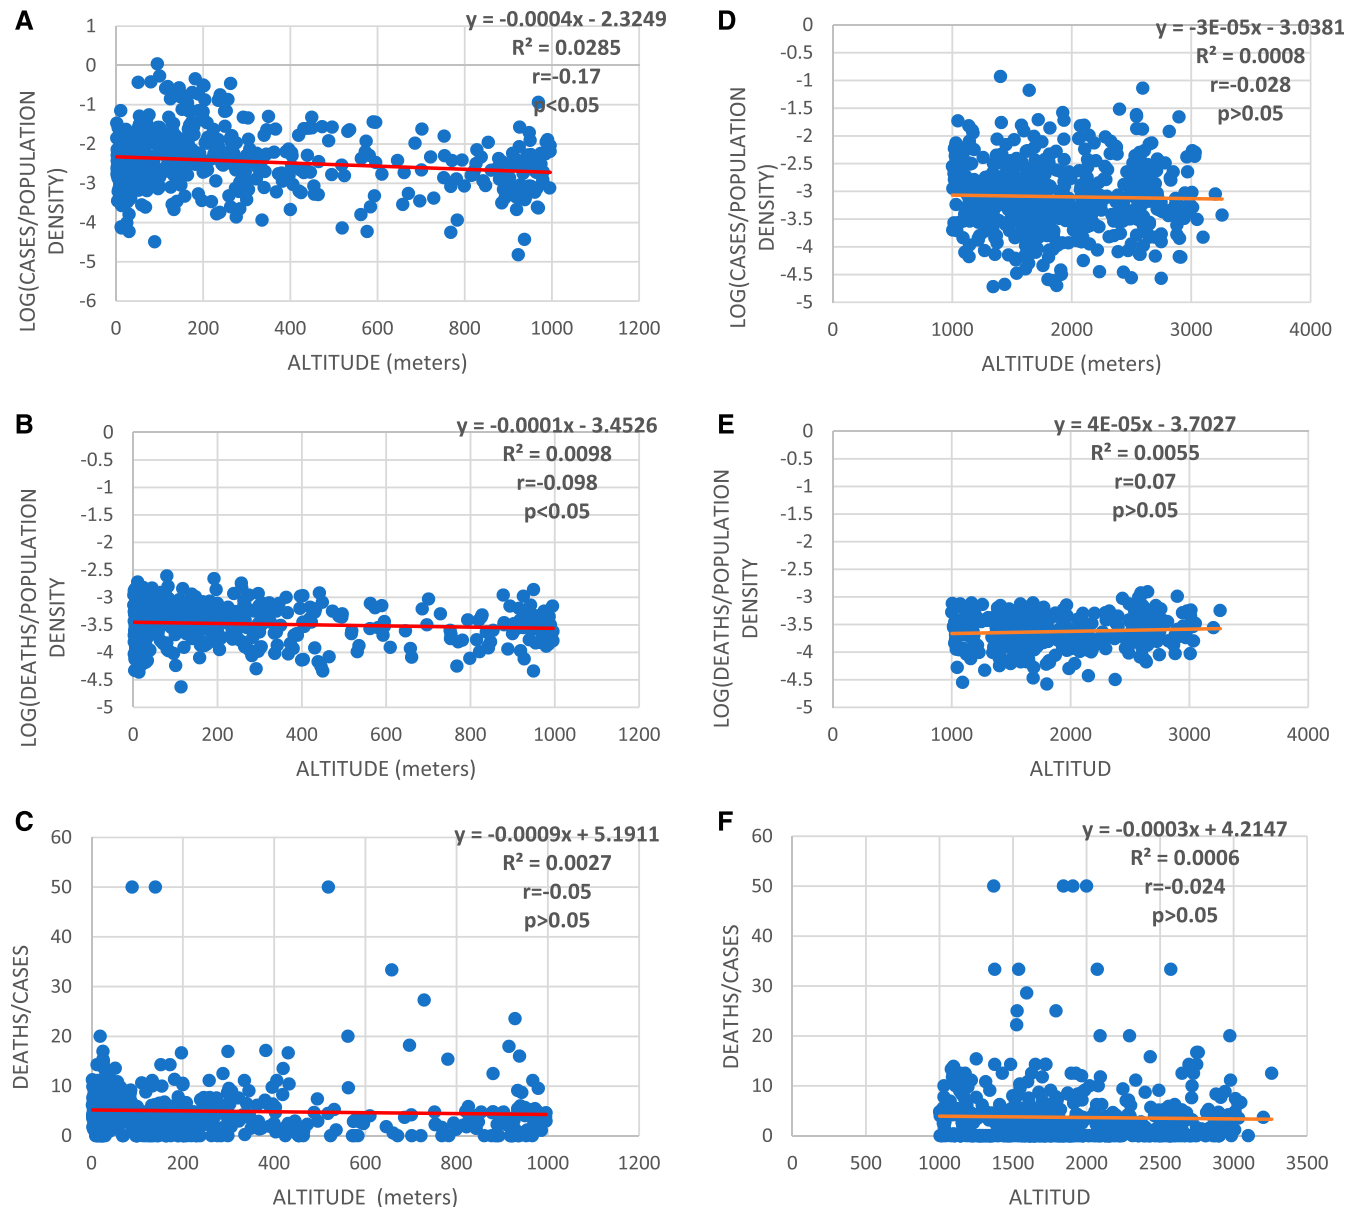 A
y = -0.0004x - 2.3249
R² = 0.0285
r=-0.17
p<0.05
1
0
-1
-2
-3
-4
-5
-6
LOG(CASES/POPULATION
DENSITY)
0 200 400 600 800 1000 1200
ALTITUDE (meters)
D
y = -3E-05x - 3.0381
R² = 0.0008
r=-0.028
p>0.05
0
-0.5
-1
-1.5
-2
-2.5
-3
-3.5
-4
-4.5
-5
LOG(CASES/POPULATION
DENSITY)
0 1000 2000 3000 4000
ALTITUDE (meters)
B
y = -0.0001x - 3.4526
R² = 0.0098
r=-0.098
p<0.05
0
-0.5
-1
-1.5
-2
-2.5
-3
-3.5
-4
-4.5
-5
LOG(DEATHS/POPULATION
DENSITY
0 200 400 600 800 1000 1200
ALTITUDE (meters)
E
y = 4E-05x - 3.7027
R² = 0.0055
r=0.07
p>0.05
0
-0.5
-1
-1.5
-2
-2.5
-3
-3.5
-4
-4.5
-5
LOG(DEATHS/POPULATION
DENSITY
0 1000 2000 3000 4000
ALTITUD
C
y = -0.0009x + 5.1911
R² = 0.0027
r=-0.05
p>0.05
60
50
40
30
20
10
0
DEATHS/CASES
0 200 400 600 800 1000 1200
ALTITUDE (meters)
F
y = -0.0003x + 4.2147
R² = 0.0006
r=-0.024
p>0.05
60
50
40
30
20
10
0
DEATHS/CASES
0 500 1000 1500 2000 2500 3000 3500
ALTITUD